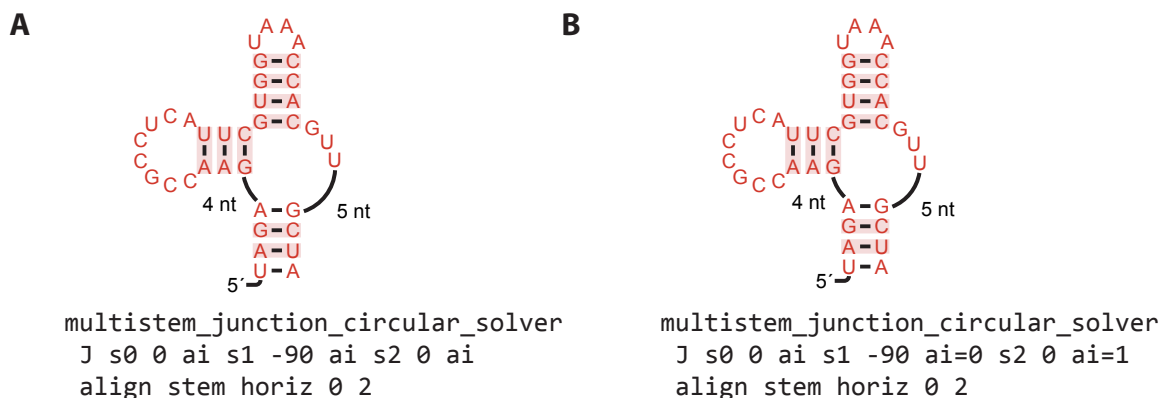 A
A A
U A
G C
G C
U A
G C
C U C A U U C
G U U
C C G C C A A G
4 nt
5 nt
A G
G C
A U
U A
5´
multistem_junction_circular_solver
J s0 0 ai s1 -90 ai s2 0 ai
align stem horiz 0 2
B
A A
U A
G C
G C
U A
G C
C U C A U U C
G U U
C C G C C A A G
4 nt
5 nt
A G
G C
A U
U A
5´
multistem_junction_circular_solver
J s0 0 ai s1 -90 ai=0 s2 0 ai=1
align stem horiz 0 2